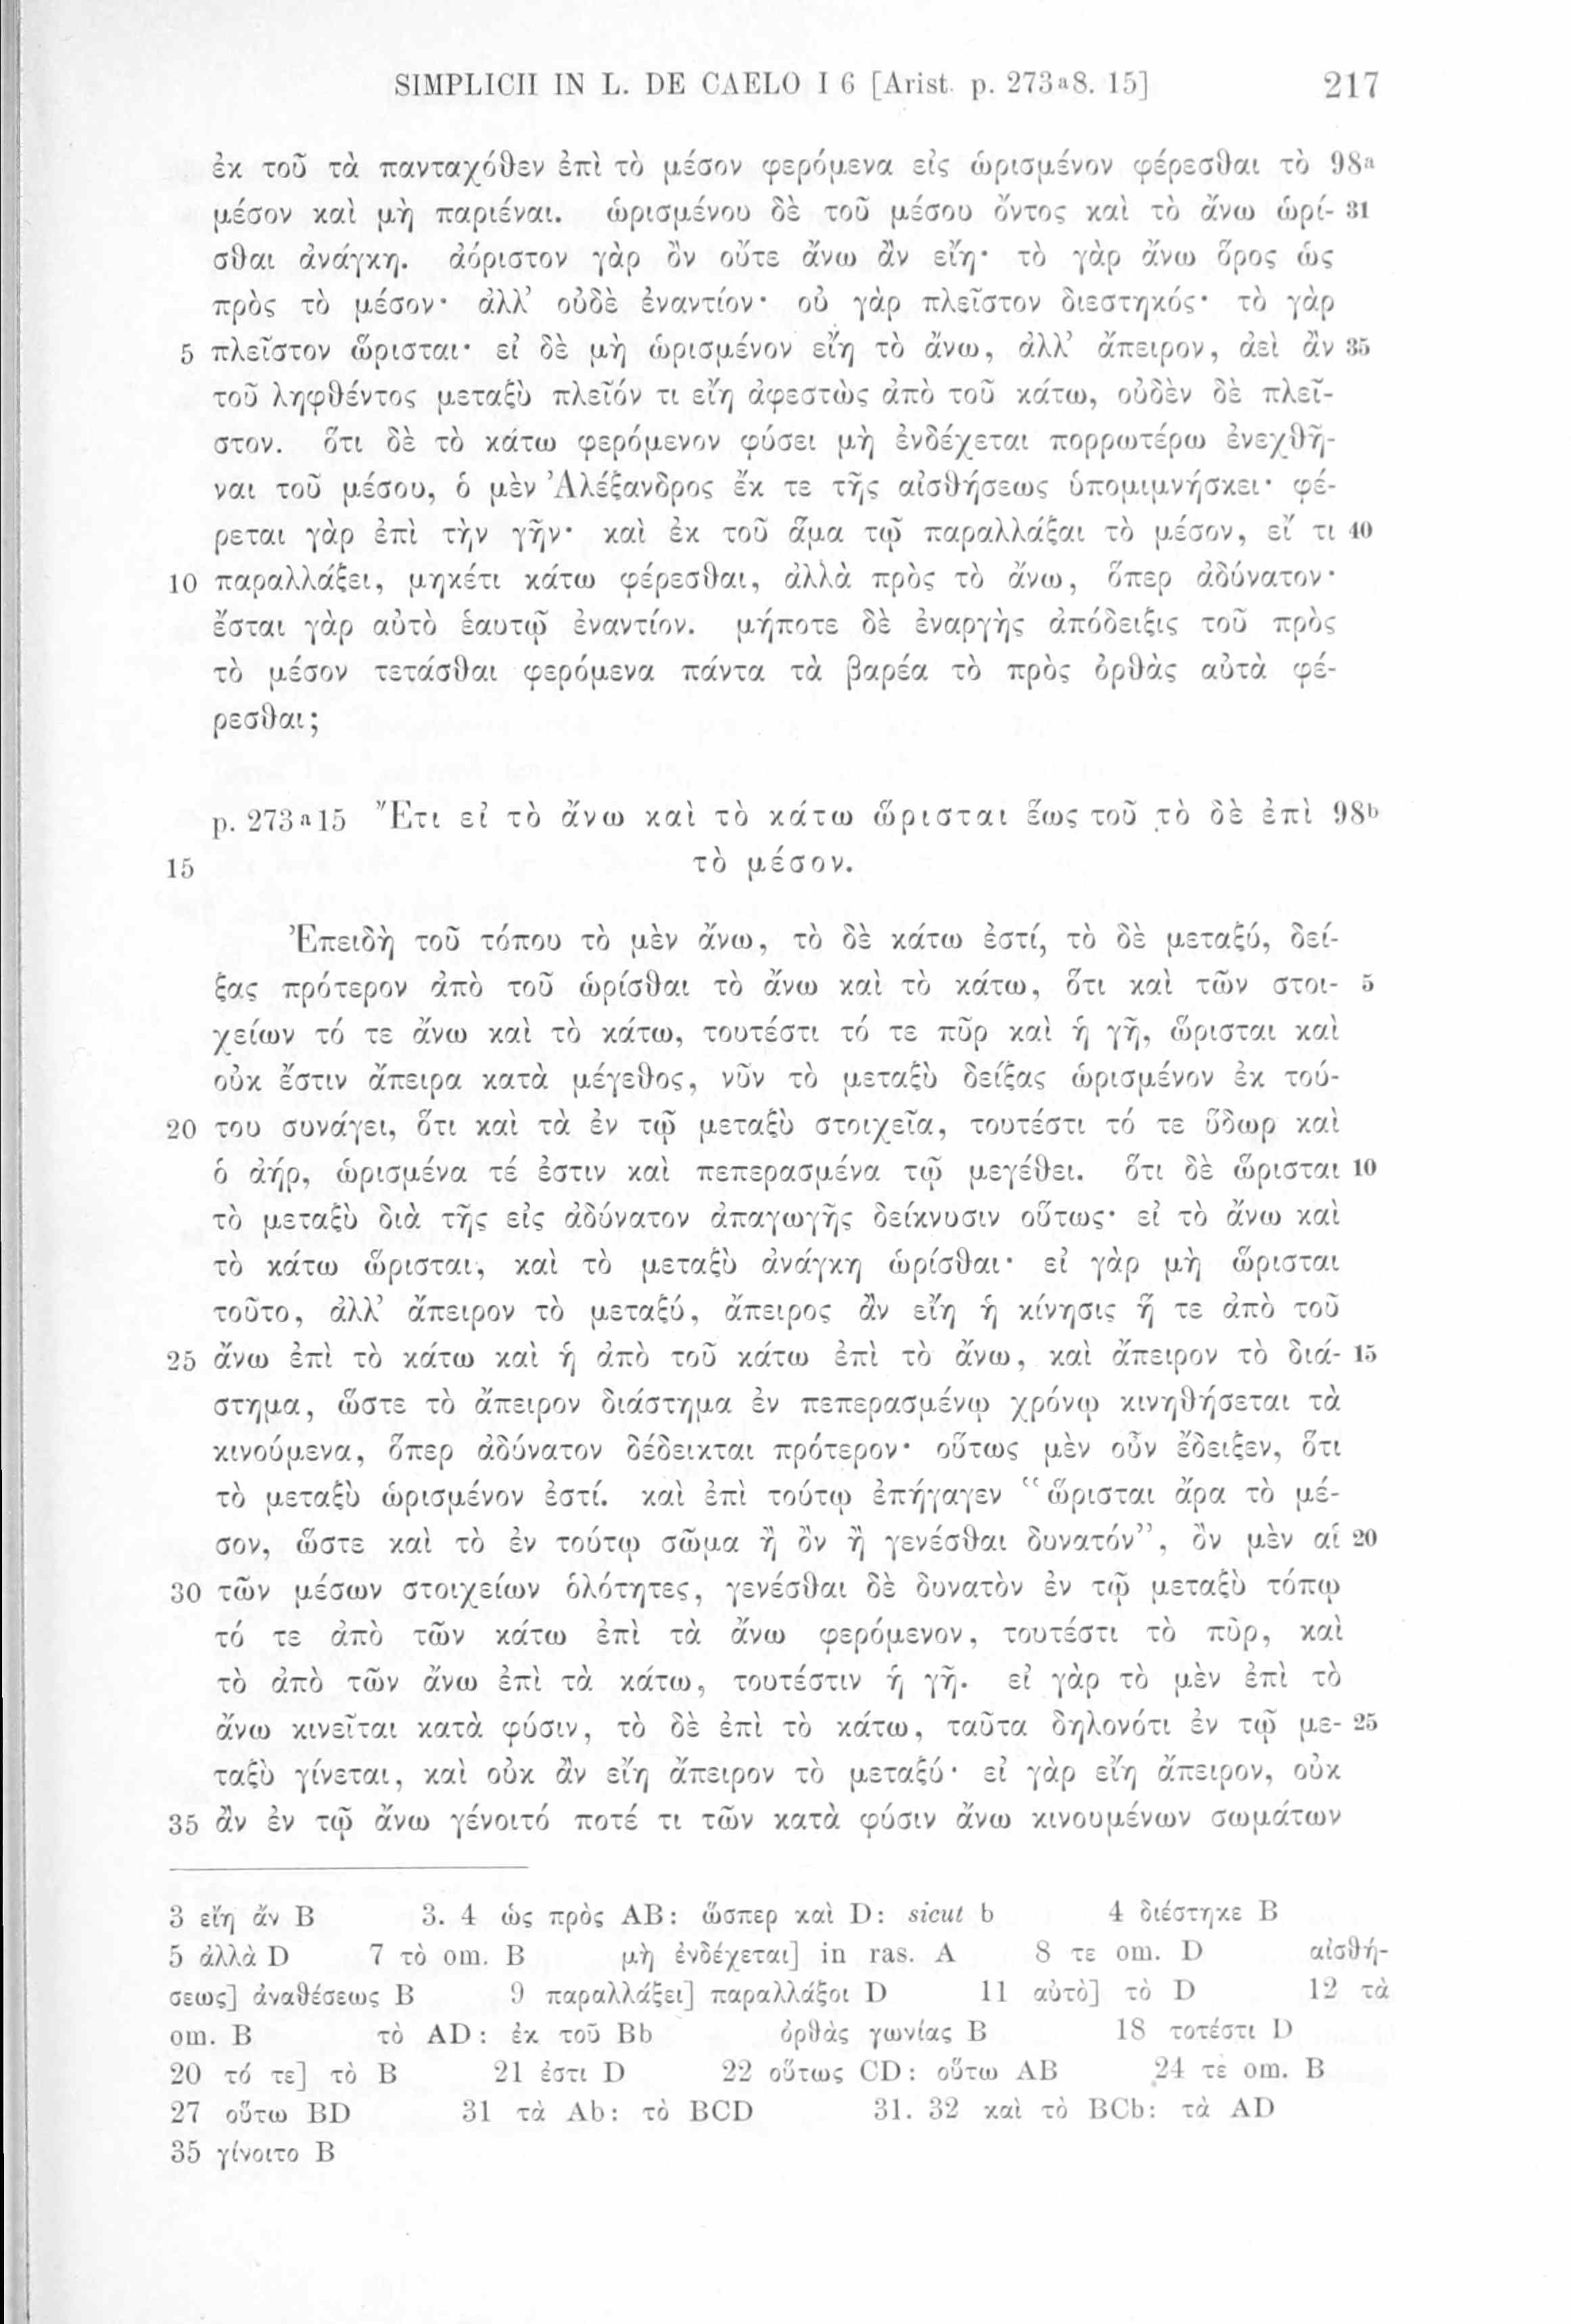 SIMPLICII IN L. DE CAELO I 6 [Arist. p. 273ᵃ8. 15] 217
ἐκ τοῦ τὰ πανταχόθεν ἐπὶ τὸ μέσον φερόμενα εἰς ὡρισμένον φέρεσθαι τὸ 98ᵃ
μέσον καὶ μὴ παριέναι. ὡρισμένου δὲ τοῦ μέσου ὄντος καὶ τὸ ἄνω ὡρί- 31
σθαι ἀνάγκη. ἀόριστον γὰρ ὂν οὔτε ἄνω ἂν εἴη· τὸ γὰρ ἄνω ὅρος ὡς
πρὸς τὸ μέσον· ἀλλ’ οὐδὲ ἐναντίον· οὐ γὰρ πλεῖστον διεστηκός· τὸ γὰρ
5 πλεῖστον ὥρισται· εἰ δὲ μὴ ὡρισμένον εἴη τὸ ἄνω, ἀλλ’ ἄπειρον, ἀεὶ ἂν 35
τοῦ ληφθέντος μεταξὺ πλεῖόν τι εἴη ἀφεστὼς ἀπὸ τοῦ κάτω, οὐδὲν δὲ πλεῖ-
στον. ὅτι δὲ τὸ κάτω φερόμενον φύσει μὴ ἐνδέχεται πορρωτέρω ἐνεχθῆ-
ναι τοῦ μέσου, ὁ μὲν Ἀλέξανδρος ἔκ τε τῆς αἰσθήσεως ὑπομιμνήσκει· φέ-
ρεται γὰρ ἐπὶ τὴν γῆν· καὶ ἐκ τοῦ ἅμα τῷ παραλλάξαι τὸ μέσον, εἴ τι 40
10 παραλλάξει, μηκέτι κάτω φέρεσθαι, ἀλλὰ πρὸς τὸ ἄνω, ὅπερ ἀδύνατον·
ἔσται γὰρ αὐτὸ ἑαυτῷ ἐναντίον. μήποτε δὲ ἐναργὴς ἀπόδειξις τοῦ πρὸς
τὸ μέσον τετάσθαι φερόμενα πάντα τὰ βαρέα τὸ πρὸς ὀρθὰς αὐτὰ φέ-
ρεσθαι;
p. 273ᵃ15 Ἔτι εἰ τὸ ἄνω καὶ τὸ κάτω ὥρισται ἕως τοῦ τὸ δὲ ἐπὶ 98ᵇ
15 τὸ μέσον.
Ἐπειδὴ τοῦ τόπου τὸ μὲν ἄνω, τὸ δὲ κάτω ἐστί, τὸ δὲ μεταξύ, δεί-
ξας πρότερον ἀπὸ τοῦ ὡρίσθαι τὸ ἄνω καὶ τὸ κάτω, ὅτι καὶ τῶν στοι- 5
χείων τό τε ἄνω καὶ τὸ κάτω, τουτέστι τό τε πῦρ καὶ ἡ γῆ, ὥρισται καὶ
οὐκ ἔστιν ἄπειρα κατὰ μέγεθος, νῦν τὸ μεταξὺ δείξας ὡρισμένον ἐκ τού-
20 του συνάγει, ὅτι καὶ τὰ ἐν τῷ μεταξὺ στοιχεῖα, τουτέστι τό τε ὕδωρ καὶ
ὁ ἀήρ, ὡρισμένα τέ ἐστιν καὶ πεπερασμένα τῷ μεγέθει. ὅτι δὲ ὥρισται 10
τὸ μεταξὺ διὰ τῆς εἰς ἀδύνατον ἀπαγωγῆς δείκνυσιν οὕτως· εἰ τὸ ἄνω καὶ
τὸ κάτω ὥρισται, καὶ τὸ μεταξὺ ἀνάγκη ὡρίσθαι· εἰ γὰρ μὴ ὥρισται
τοῦτο, ἀλλ’ ἄπειρον τὸ μεταξύ, ἄπειρος ἂν εἴη ἡ κίνησις ἥ τε ἀπὸ τοῦ
25 ἄνω ἐπὶ τὸ κάτω καὶ ἡ ἀπὸ τοῦ κάτω ἐπὶ τὸ ἄνω, καὶ ἄπειρον τὸ διά- 15
στημα, ὥστε τὸ ἄπειρον διάστημα ἐν πεπερασμένῳ χρόνῳ κινηθήσεται τὰ
κινούμενα, ὅπερ ἀδύνατον δέδεικται πρότερον· οὕτως μὲν οὖν ἔδειξεν, ὅτι
τὸ μεταξὺ ὡρισμένον ἐστί. καὶ ἐπὶ τούτῳ ἐπήγαγεν “ὥρισται ἄρα τὸ μέ-
σον, ὥστε καὶ τὸ ἐν τούτῳ σῶμα ἢ ὂν ἢ γενέσθαι δυνατόν”, ὂν μὲν αἱ 20
30 τῶν μέσων στοιχείων ὁλότητες, γενέσθαι δὲ δυνατὸν ἐν τῷ μεταξὺ τόπῳ
τό τε ἀπὸ τῶν κάτω ἐπὶ τὰ ἄνω φερόμενον, τουτέστι τὸ πῦρ, καὶ
τὸ ἀπὸ τῶν ἄνω ἐπὶ τὰ κάτω, τουτέστιν ἡ γῆ. εἰ γὰρ τὸ μὲν ἐπὶ τὸ
ἄνω κινεῖται κατὰ φύσιν, τὸ δὲ ἐπὶ τὸ κάτω, ταῦτα δηλονότι ἐν τῷ με- 25
ταξὺ γίνεται, καὶ οὐκ ἂν εἴη ἄπειρον τὸ μεταξύ· εἰ γὰρ εἴη ἄπειρον, οὐκ
35 ἂν ἐν τῷ ἄνω γένοιτό ποτέ τι τῶν κατὰ φύσιν ἄνω κινουμένων σωμάτων
3 εἴη ἄν B 3. 4 ὡς πρὸς AB: ὥσπερ καὶ D: sicut b 4 διέστηκε B
5 ἀλλὰ D 7 τὸ om. B μὴ ἐνδέχεται] in ras. A 8 τε om. D αἰσθή-
σεως] ἀναθέσεως B 9 παραλλάξει] παραλλάξοι D 11 αὐτὸ] τὸ D 12 τὰ
om. B τὸ AD: ἐκ τοῦ Bb ὀρθὰς γωνίας B 18 τοτέστι D
20 τό τε] τὸ B 21 ἐστι D 22 οὕτως CD: οὕτω AB 24 τε om. B
27 οὕτω BD 31 τὰ Ab: τὸ BCD 31. 32 καὶ τὸ BCb: τὰ AD
35 γίνοιτο B